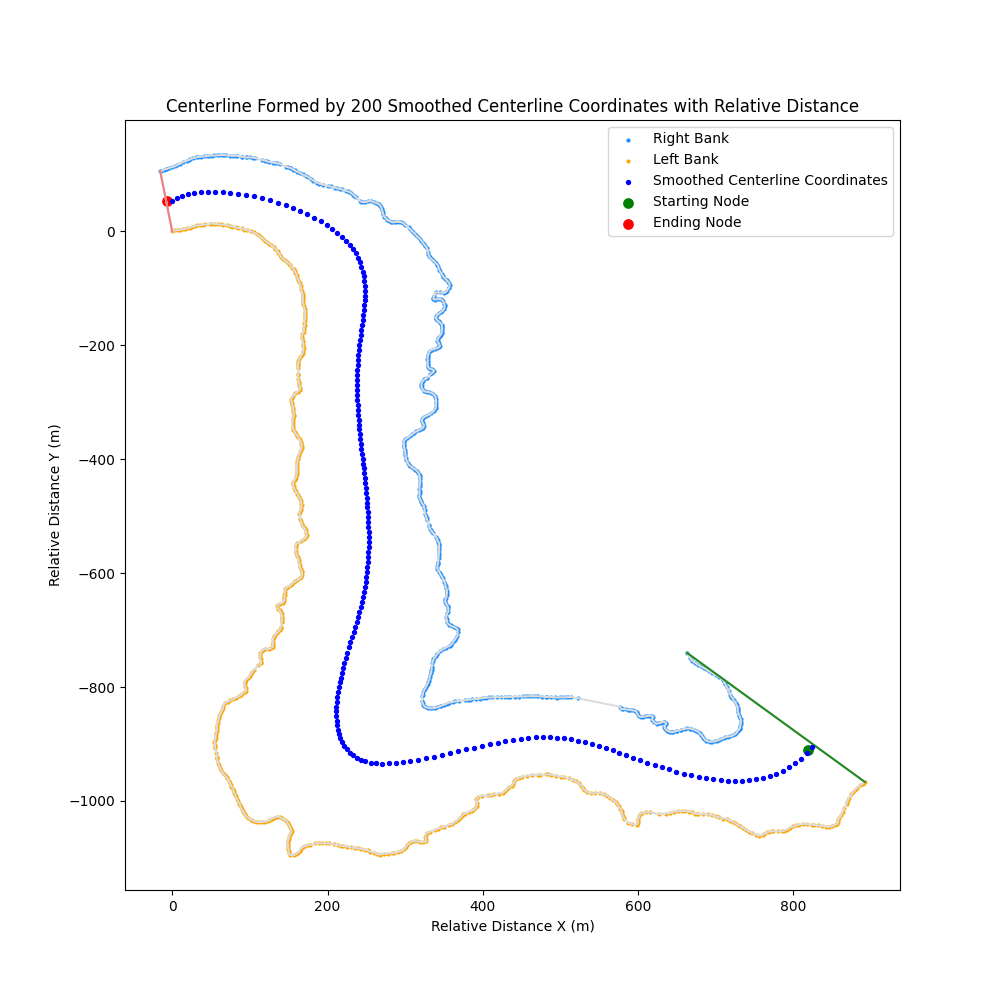 Centerline Formed by 200 Smoothed Centerline Coordinates with Relative Distance
Right Bank
Left Bank
Smoothed Centerline Coordinates
Starting Node
Ending Node
0
−200
−400
−600
−800
−1000
Relative Distance Y (m)
0 200 400 600 800
Relative Distance X (m)